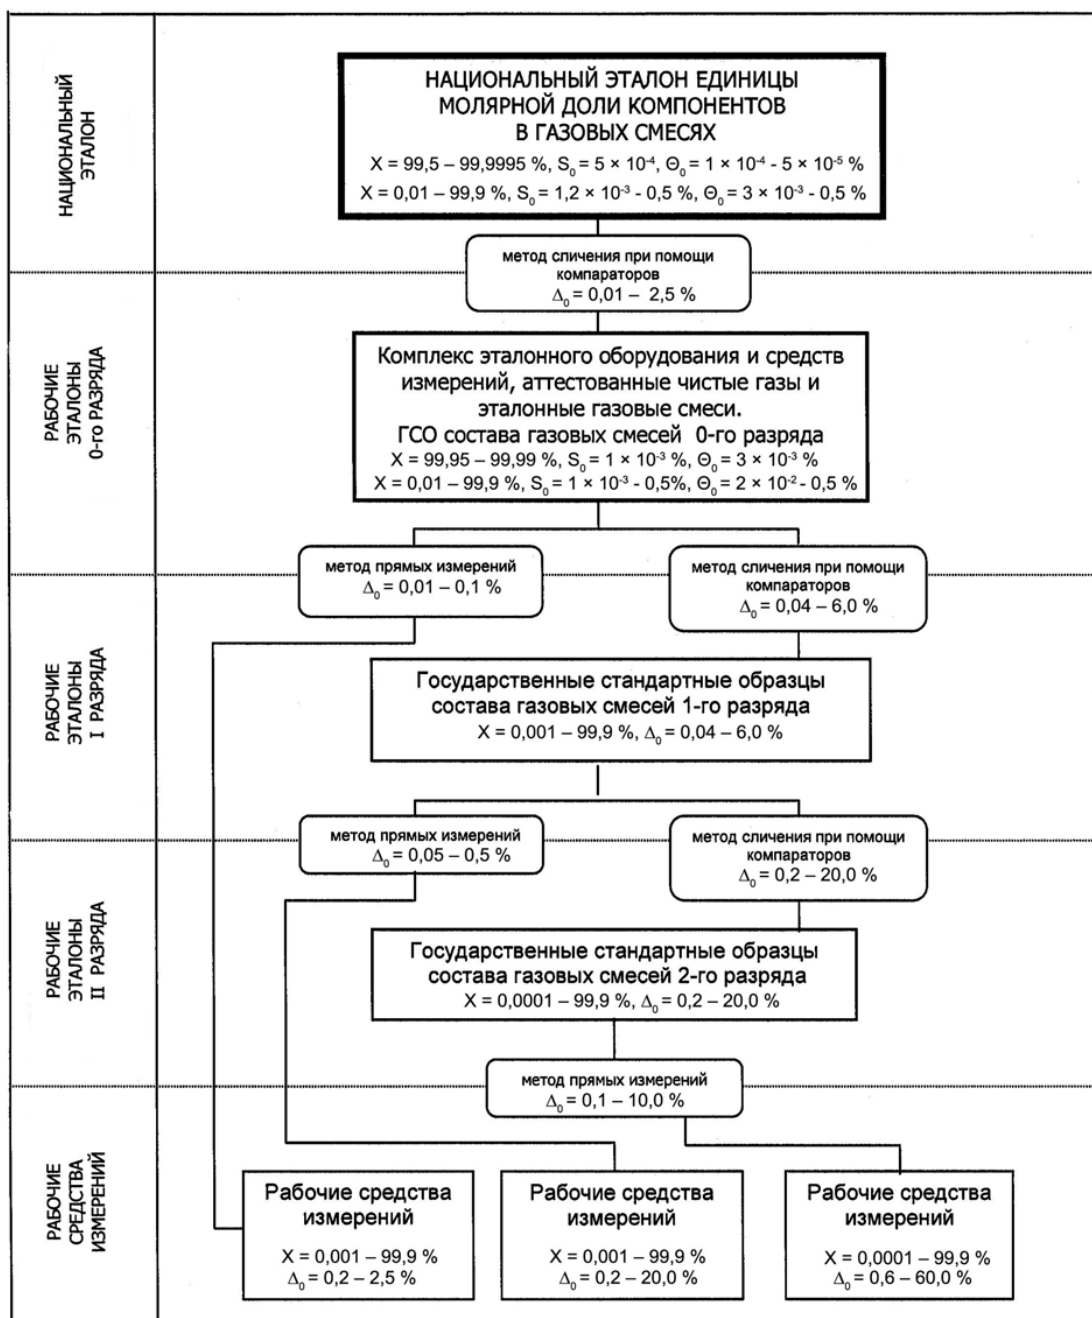 НАЦИОНАЛЬНЫЙ
ЭТАЛОН
НАЦИОНАЛЬНЫЙ ЭТАЛОН ЕДИНИЦЫ
МОЛЯРНОЙ ДОЛИ КОМПОНЕНТОВ
В ГАЗОВЫХ СМЕСЯХ
X = 99,5 – 99,9995 %, S₀ = 5 × 10⁻⁴, Θ₀ = 1 × 10⁻⁴ - 5 × 10⁻⁵ %
X = 0,01 – 99,9 %, S₀ = 1,2 × 10⁻³ - 0,5 %, Θ₀ = 3 × 10⁻³ - 0,5 %
метод сличения при помощи
компараторов
Δ₀ = 0,01 – 2,5 %
РАБОЧИЕ
ЭТАЛОНЫ
0-го РАЗРЯДА
Комплекс эталонного оборудования и средств
измерений, аттестованные чистые газы и
эталонные газовые смеси.
ГСО состава газовых смесей 0-го разряда
X = 99,95 – 99,99 %, S₀ = 1 × 10⁻³ %, Θ₀ = 3 × 10⁻³ %
X = 0,01 – 99,9 %, S₀ = 1 × 10⁻³ - 0,5%, Θ₀ = 2 × 10⁻² - 0,5 %
метод прямых измерений
Δ₀ = 0,01 – 0,1 %
метод сличения при помощи
компараторов
Δ₀ = 0,04 – 6,0 %
РАБОЧИЕ
ЭТАЛОНЫ
I РАЗРЯДА
Государственные стандартные образцы
состава газовых смесей 1-го разряда
X = 0,001 – 99,9 %, Δ₀ = 0,04 – 6,0 %
метод прямых измерений
Δ₀ = 0,05 – 0,5 %
метод сличения при помощи
компараторов
Δ₀ = 0,2 – 20,0 %
РАБОЧИЕ
ЭТАЛОНЫ
II РАЗРЯДА
Государственные стандартные образцы
состава газовых смесей 2-го разряда
X = 0,0001 – 99,9 %, Δ₀ = 0,2 – 20,0 %
метод прямых измерений
Δ₀ = 0,1 – 10,0 %
РАБОЧИЕ
СРЕДСТВА
ИЗМЕРЕНИЙ
Рабочие средства
измерений
X = 0,001 – 99,9 %
Δ₀ = 0,2 – 2,5 %
Рабочие средства
измерений
X = 0,001 – 99,9 %
Δ₀ = 0,2 – 20,0 %
Рабочие средства
измерений
X = 0,0001 – 99,9 %
Δ₀ = 0,6 – 60,0 %